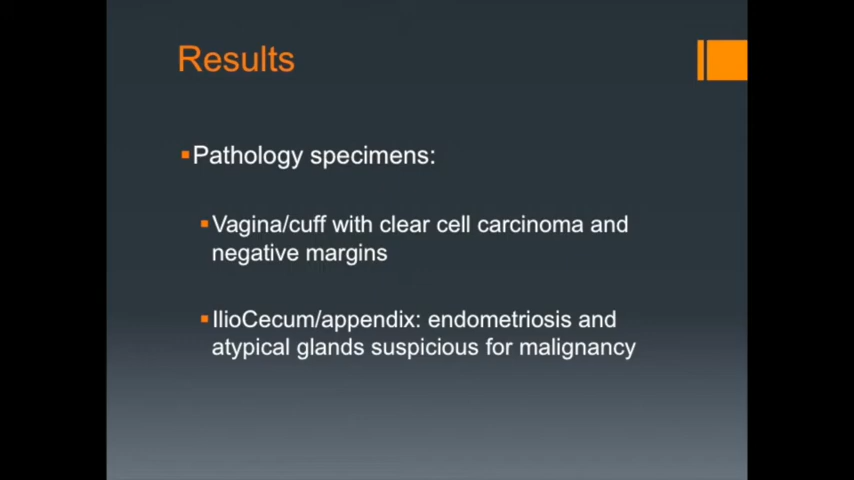 Results
Pathology specimens:
Vagina/cuff with clear cell carcinoma and
negative margins
IlioCecum/appendix: endometriosis and
atypical glands suspicious for malignancy